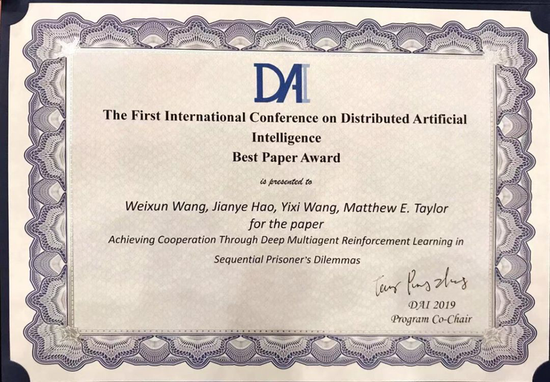 DAI
The First International Conference on Distributed Artificial
Intelligence
Best Paper Award
is presented to
Weixun Wang, Jianye Hao, Yixi Wang, Matthew E. Taylor
for the paper
Achieving Cooperation Through Deep Multiagent Reinforcement Learning in
Sequential Prisoner's Dilemmas
DAI 2019
Program Co-Chair